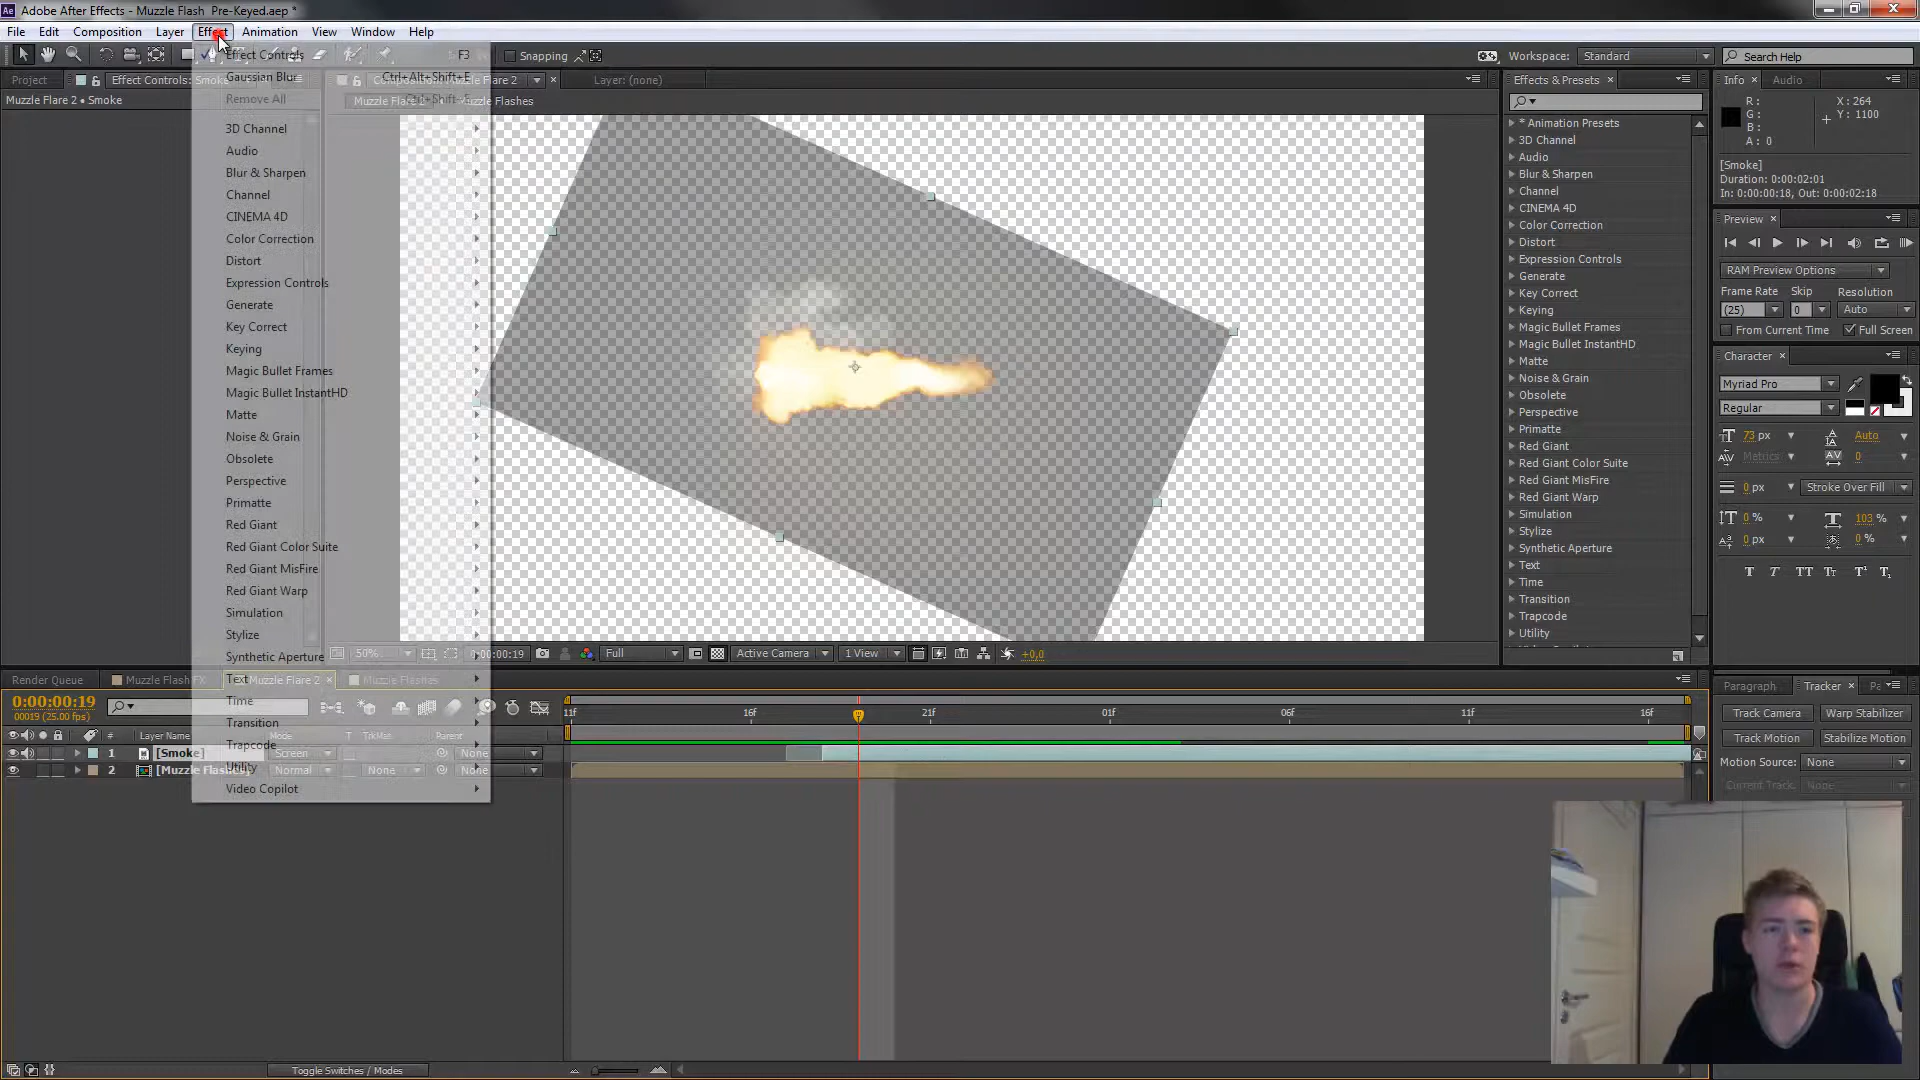 Adobe After Effects - Muzzle Flash  Pre-Keyed.aep *
File Edit Composition Layer Effect Animation View Window Help
Snapping
Workspace: Standard
Search Help
Project
Effect Controls: Smoke
Muzzle Flare 2
Layer: (none)
Muzzle Flare 2 • Smoke
Muzzle Flare 2
Muzzle Flashes
Effect Controls F3
Gaussian Blur Ctrl+Alt+Shift+E
Remove All Ctrl+Shift+E
3D Channel
Audio
Blur & Sharpen
Channel
CINEMA 4D
Color Correction
Distort
Expression Controls
Generate
Key Correct
Keying
Magic Bullet Frames
Magic Bullet InstantHD
Matte
Noise & Grain
Obsolete
Perspective
Primatte
Red Giant
Red Giant Color Suite
Red Giant MisFire
Red Giant Warp
Simulation
Stylize
Synthetic Aperture
Text
Time
Transition
Trapcode
Utility
Video Copilot
50%
0:00:00:19
Full
Active Camera
1 View
+0,0
Effects & Presets
* Animation Presets
3D Channel
Audio
Blur & Sharpen
Channel
CINEMA 4D
Color Correction
Distort
Expression Controls
Generate
Key Correct
Keying
Magic Bullet Frames
Magic Bullet InstantHD
Matte
Noise & Grain
Obsolete
Perspective
Primatte
Red Giant
Red Giant Color Suite
Red Giant MisFire
Red Giant Warp
Simulation
Stylize
Synthetic Aperture
Text
Time
Transition
Trapcode
Utility
Info Audio
R:
G:
B:
A: 0
X: 264
Y: 1100
[Smoke]
Duration: 0:00:02:01
In: 0:00:00:18, Out: 0:00:02:18
Preview
RAM Preview Options
Frame Rate Skip Resolution
(25) 0 Auto
From Current Time Full Screen
Character
Myriad Pro
Regular
73 px Auto
Metrics 0
0 px Stroke Over Fill
0 % 103 %
0 px 0 %
T T TT Tr T¹ T₁
Paragraph Tracker
Track Camera Warp Stabilizer
Track Motion Stabilize Motion
Motion Source: None
Current Track: None
Render Queue
Muzzle Flash FX
Muzzle Flare 2
Muzzle Flashes
0:00:00:19
00019 (25.00 fps)
# Layer Name Mode T TrkMat Parent
1 [Smoke] Screen None
2 [Muzzle Flashes] Normal None None
11f 16f 21f 01f 06f 11f 16f
Toggle Switches / Modes